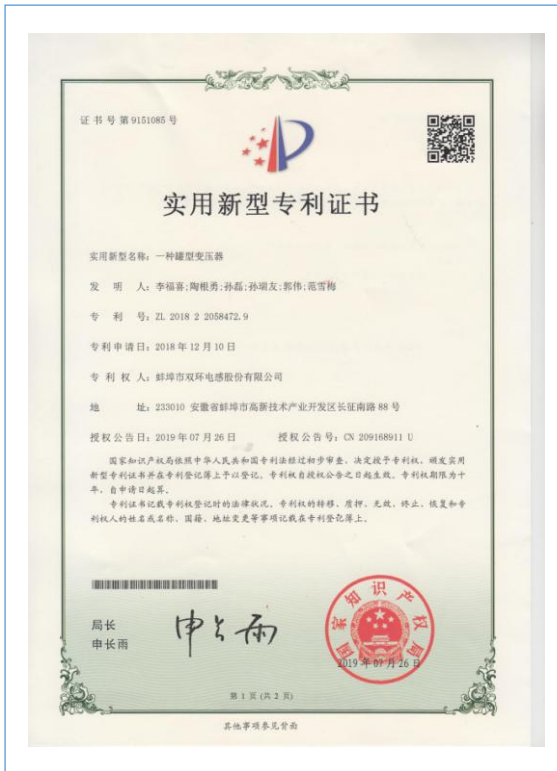 证书号第9151085号
实用新型专利证书
实用新型名称：一种罐型变压器
发明人：李福喜;陶根勇;孙磊;孙瑞友;郭伟;范雪梅
专利号：ZL 2018 2 2058472.9
专利申请日：2018年12月10日
专利权人：蚌埠市双环电感股份有限公司
地址：233010 安徽省蚌埠市高新技术产业开发区长征南路88号
授权公告日：2019年07月26日 授权公告号：CN 209168911 U
国家知识产权局依照中华人民共和国专利法经过初步审查，决定授予专利权，颁发实用
新型专利证书并在专利登记簿上予以登记。专利权自授权公告之日起生效。专利权期限为十
年，自申请日起算。
专利证书记载专利权登记时的法律状况。专利权的转移、质押、无效、终止、恢复和专
利权人的姓名或名称、国籍、地址变更等事项记载在专利登记簿上。
局长
申长雨
申长雨
国家知识产权局
2019年07月26日
第1页(共2页)
其他事项参见背面